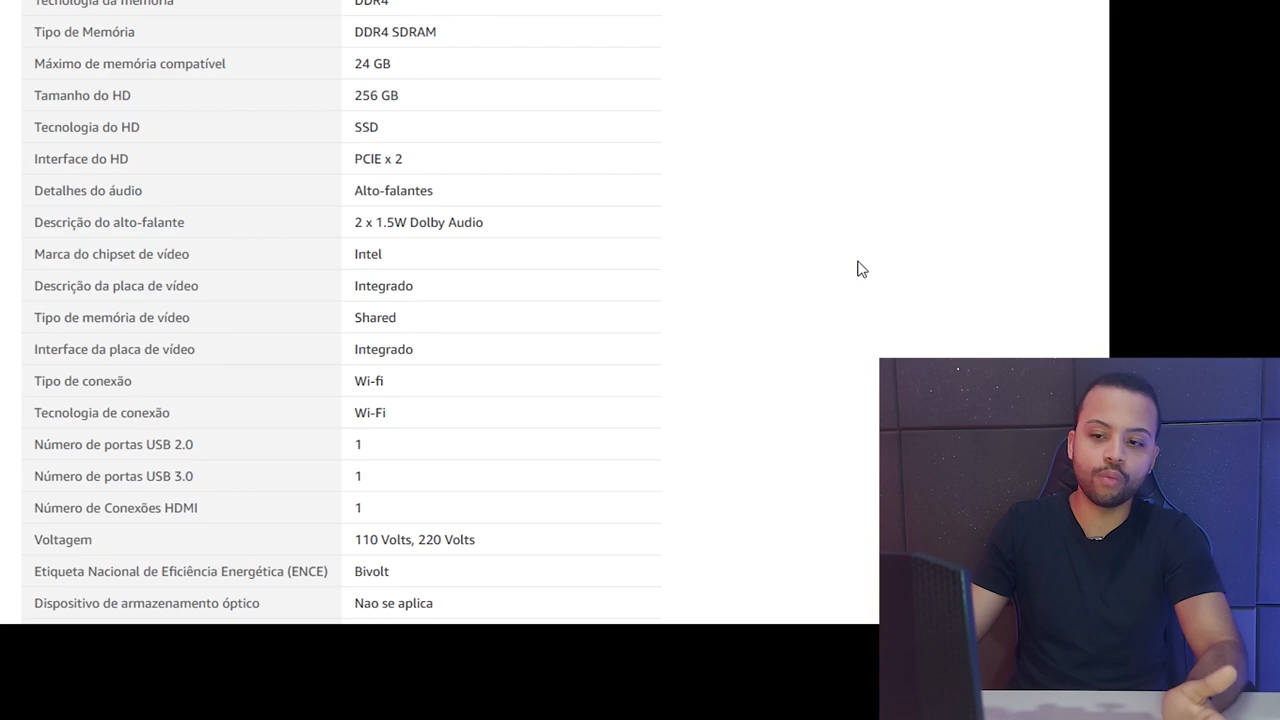 Tecnologia da memória DDR4
Tipo de Memória DDR4 SDRAM
Máximo de memória compatível 24 GB
Tamanho do HD 256 GB
Tecnologia do HD SSD
Interface do HD PCIE x 2
Detalhes do áudio Alto-falantes
Descrição do alto-falante 2 x 1.5W Dolby Audio
Marca do chipset de vídeo Intel
Descrição da placa de vídeo Integrado
Tipo de memória de vídeo Shared
Interface da placa de vídeo Integrado
Tipo de conexão Wi-fi
Tecnologia de conexão Wi-Fi
Número de portas USB 2.0 1
Número de portas USB 3.0 1
Número de Conexões HDMI 1
Voltagem 110 Volts, 220 Volts
Etiqueta Nacional de Eficiência Energética (ENCE) Bivolt
Dispositivo de armazenamento óptico Nao se aplica